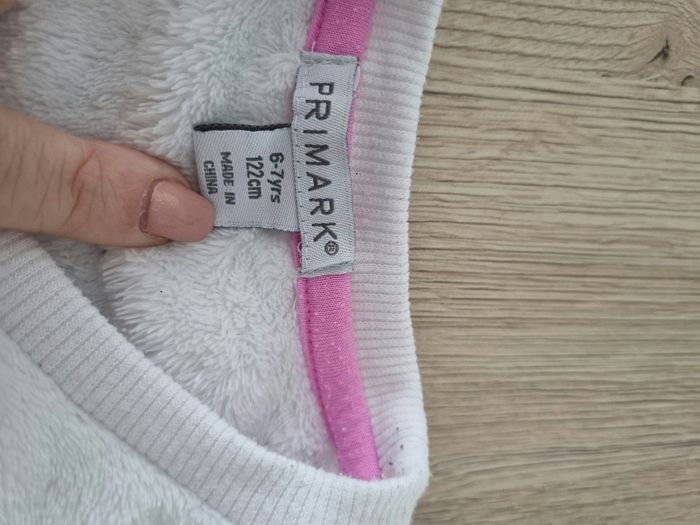 PRIMARK®
6-7yrs
122cm
MADE IN
CHINA